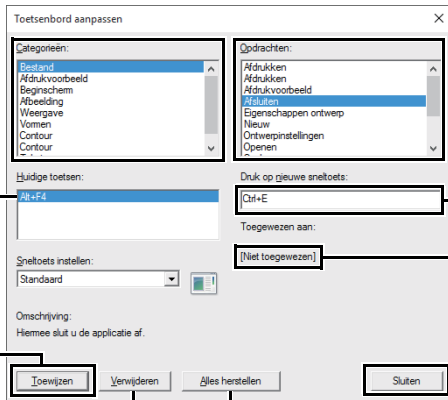 Toetsenbord aanpassen
Categorieën:
Bestand
Afdrukvoorbeeld
Beginscherm
Afbeelding
Weergave
Vormen
Contour
Contour
Opdrachten:
Afdrukken
Afdrukken
Afdrukvoorbeeld
Afsluiten
Eigenschappen ontwerp
Nieuw
Ontwerpinstellingen
Openen
Huidige toetsen:
Alt+F4
Druk op nieuwe sneltoets:
Ctrl+E
Toegewezen aan:
[Niet toegewezen]
Sneltoets instellen:
Standaard
Omschrijving:
Hiermee sluit u de applicatie af.
Toewijzen
Verwijderen
Alles herstellen
Sluiten